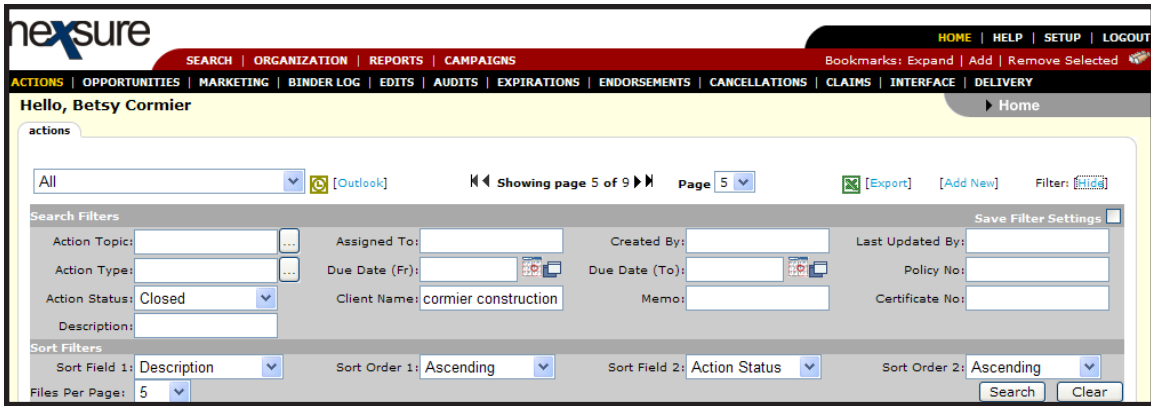 nexsure
HOME | HELP | SETUP | LOGOUT
SEARCH | ORGANIZATION | REPORTS | CAMPAIGNS
Bookmarks: Expand | Add | Remove Selected
ACTIONS | OPPORTUNITIES | MARKETING | BINDER LOG | EDITS | AUDITS | EXPIRATIONS | ENDORSEMENTS | CANCELLATIONS | CLAIMS | INTERFACE | DELIVERY
Hello, Betsy Cormier
Home
actions
All [Outlook] Showing page 5 of 9 Page 5 [Export] [Add New] Filter: [Hide]
Search Filters Save Filter Settings
Action Topic: ... Assigned To: Created By: Last Updated By:
Action Type: ... Due Date (Fr): Due Date (To): Policy No:
Action Status: Closed Client Name: cormier construction Memo: Certificate No:
Description:
Sort Filters
Sort Field 1: Description Sort Order 1: Ascending Sort Field 2: Action Status Sort Order 2: Ascending
Files Per Page: 5 Search Clear